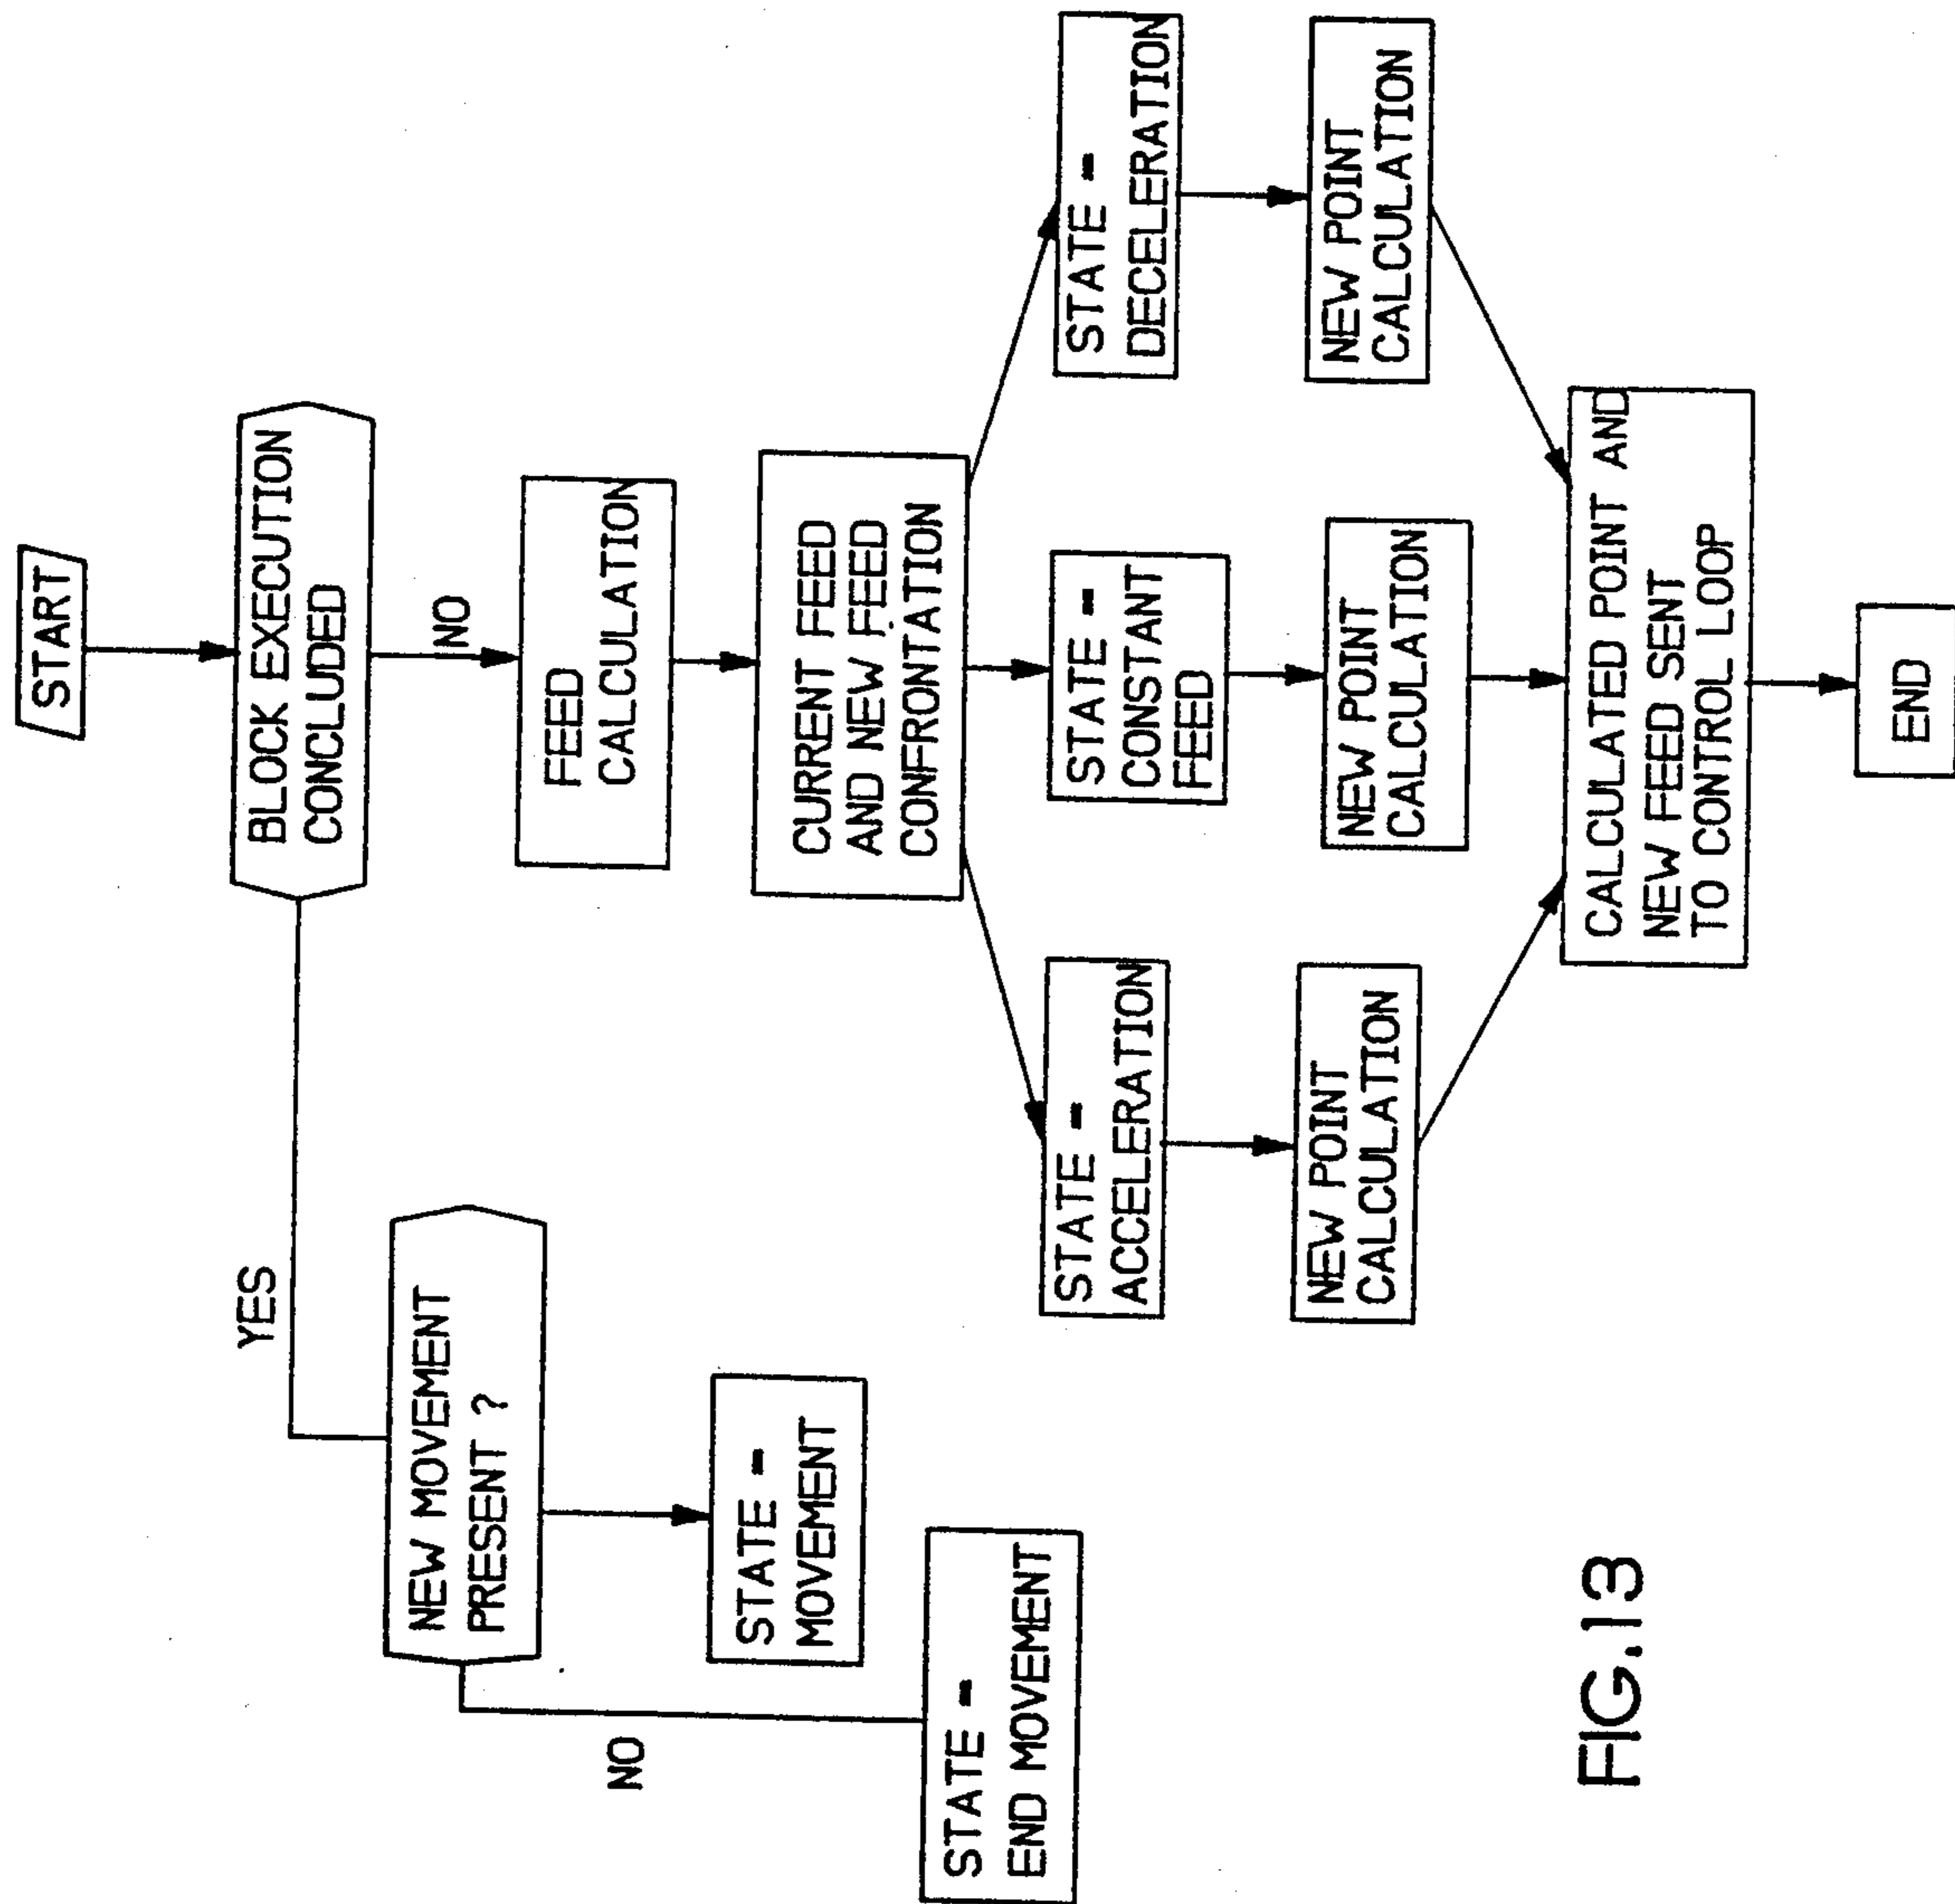 START
BLOCK EXECUTION
CONCLUDED
YES
NO
NEW MOVEMENT
PRESENT ?
STATE =
MOVEMENT
NO
STATE =
END MOVEMENT
FEED
CALCULATION
CURRENT FEED
AND NEW FEED
CONFRONTATION
STATE =
ACCELERATION
STATE =
CONSTANT
FEED
STATE =
DECELERATION
NEW POINT
CALCULATION
NEW POINT
CALCULATION
NEW POINT
CALCULATION
CALCULATED POINT AND
NEW FEED SENT
TO CONTROL LOOP
END
FIG.13